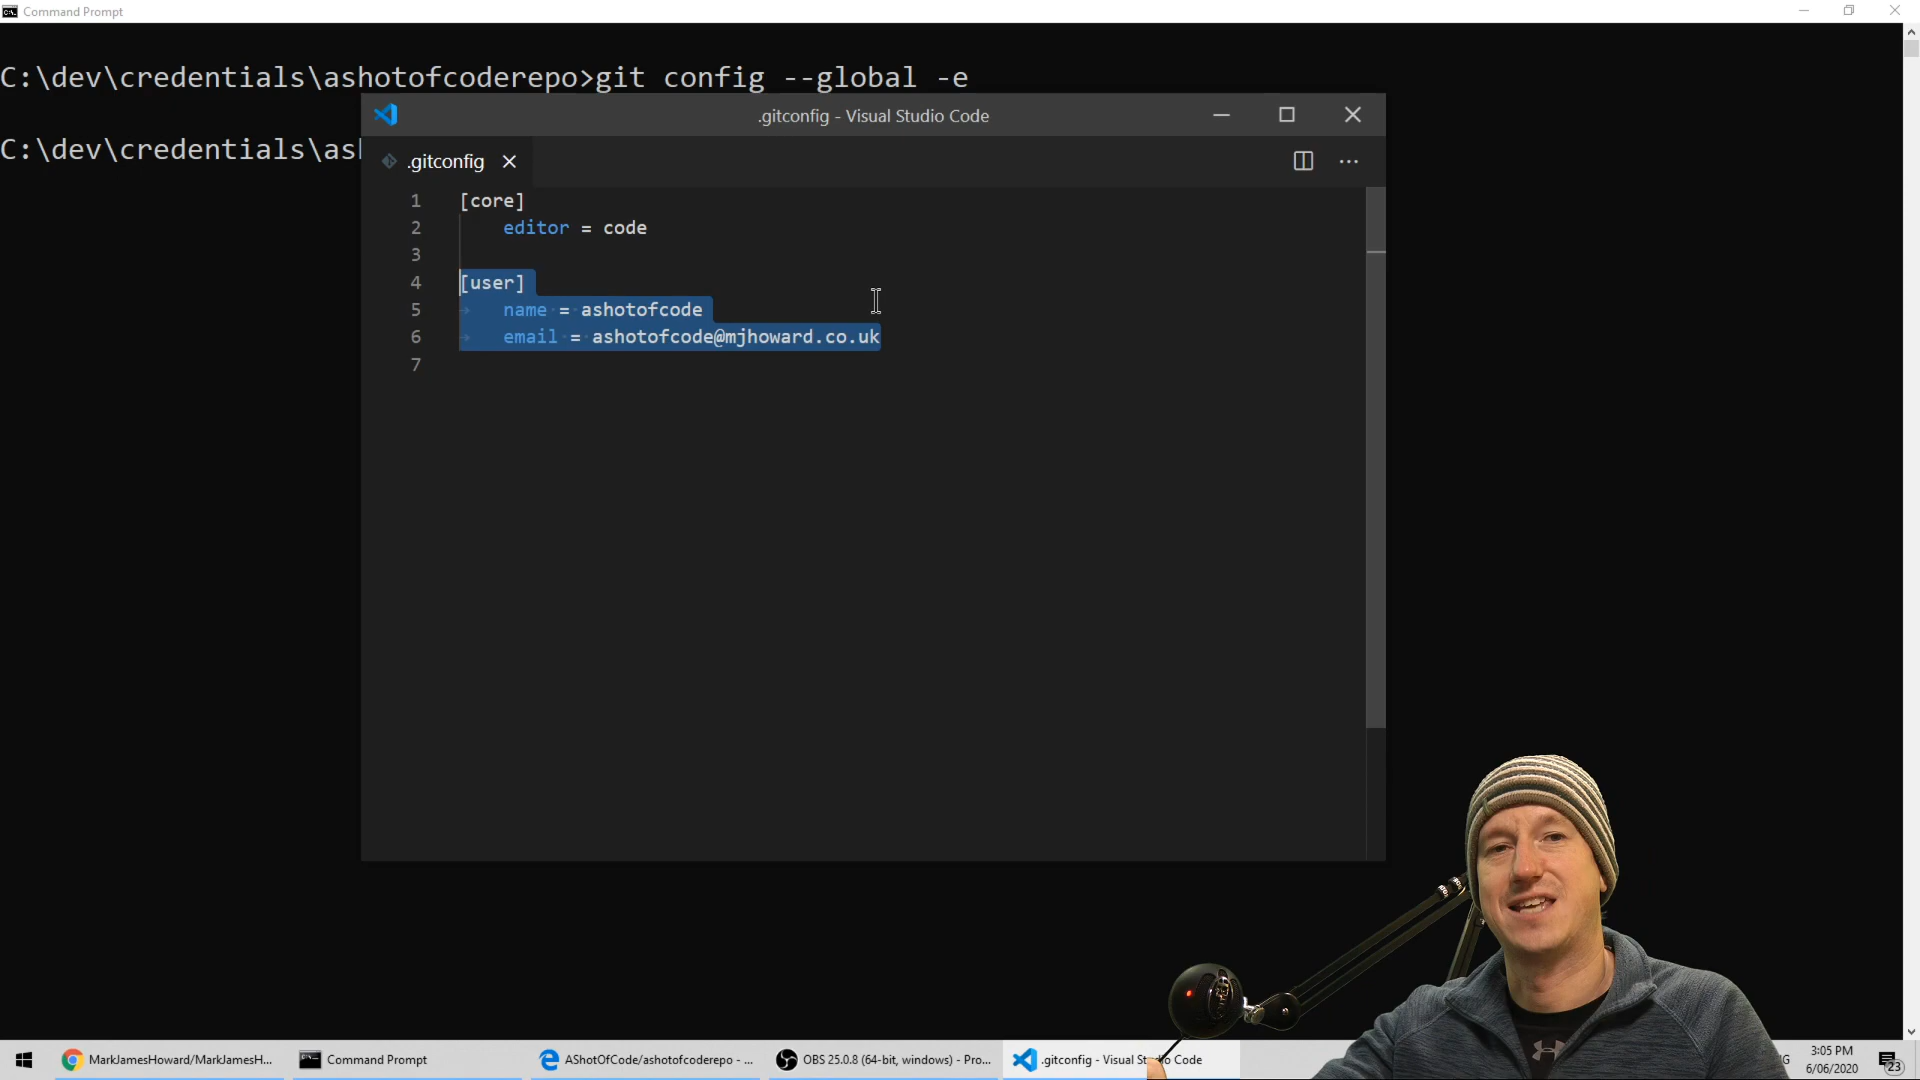 Command Prompt
C:\dev\credentials\ashotofcoderepo>git config --global -e
C:\dev\credentials\as
.gitconfig - Visual Studio Code
.gitconfig
1 [core]
2 editor = code
3
4 [user]
5 name = ashotofcode
6 email = ashotofcode@mjhoward.co.uk
7
MarkJamesHoward/MarkJamesH...
Command Prompt
AShotOfCode/ashotofcoderepo - ...
OBS 25.0.8 (64-bit, windows) - Pro...
.gitconfig - Visual Studio Code
3:05 PM
6/06/2020
23